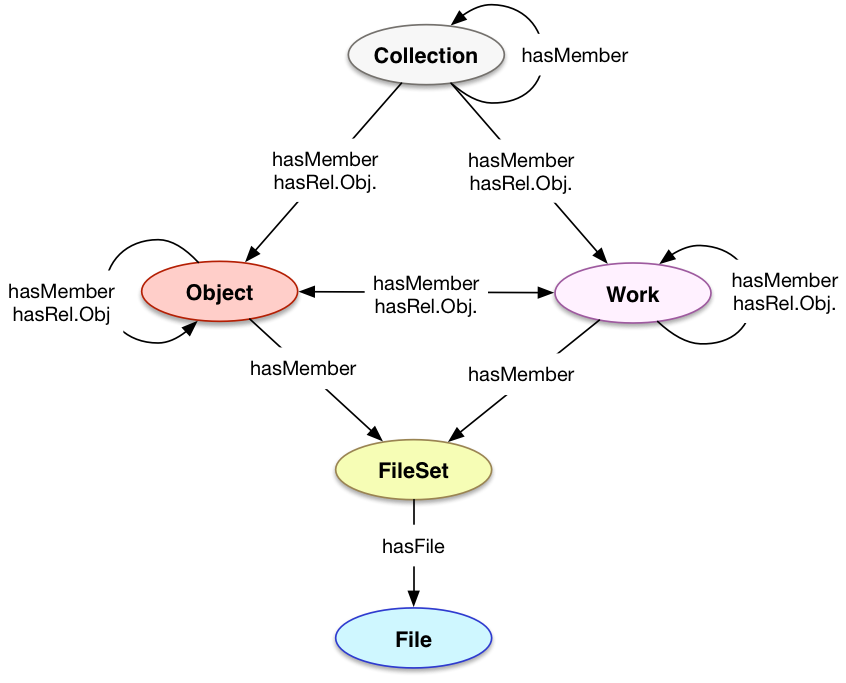 Collection
hasMember
hasMember
hasRel.Obj.
hasMember
hasRel.Obj.
hasMember
hasRel.Obj
Object
hasMember
hasRel.Obj.
Work
hasMember
hasRel.Obj.
hasMember
hasMember
FileSet
hasFile
File